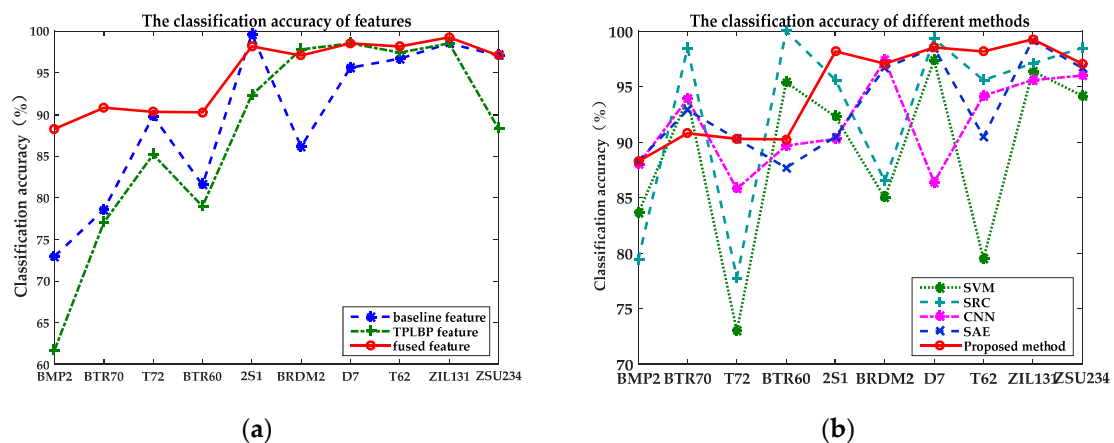 The classification accuracy of features
Classification accuracy (%)
100
95
90
85
80
75
70
65
60
BMP2 BTR70 T72 BTR60 2S1 BRDM2 D7 T62 ZIL131 ZSU234
baseline feature
TPLBP feature
fused feature
(a)
The classification accuracy of different methods
Classification accuracy (%)
100
95
90
85
80
75
70
BMP2 BTR70 T72 BTR60 2S1 BRDM2 D7 T62 ZIL131 ZSU234
SVM
SRC
CNN
SAE
Proposed method
(b)